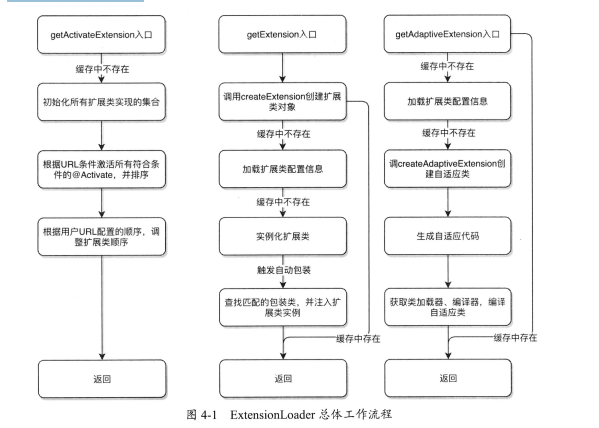 getActivateExtension入口
缓存中不存在
初始化所有扩展类实现的集合
根据URL条件激活所有符合条
件的@Activate，并排序
根据用户URL配置的顺序，调
整扩展类顺序
返回
getExtension入口
调用createExtension创建扩展
类对象
缓存中不存在
加载扩展类配置信息
缓存中不存在
实例化扩展类
触发自动包装
查找匹配的包装类，并注入扩
展类实例
缓存中存在
返回
getAdaptiveExtension入口
缓存中不存在
加载扩展类配置信息
缓存中不存在
调createAdaptiveExtension创
建自适应类
生成自适应代码
获取类加载器、编译器，编译
自适应类
缓存中存在
返回
图 4-1 ExtensionLoader 总体工作流程